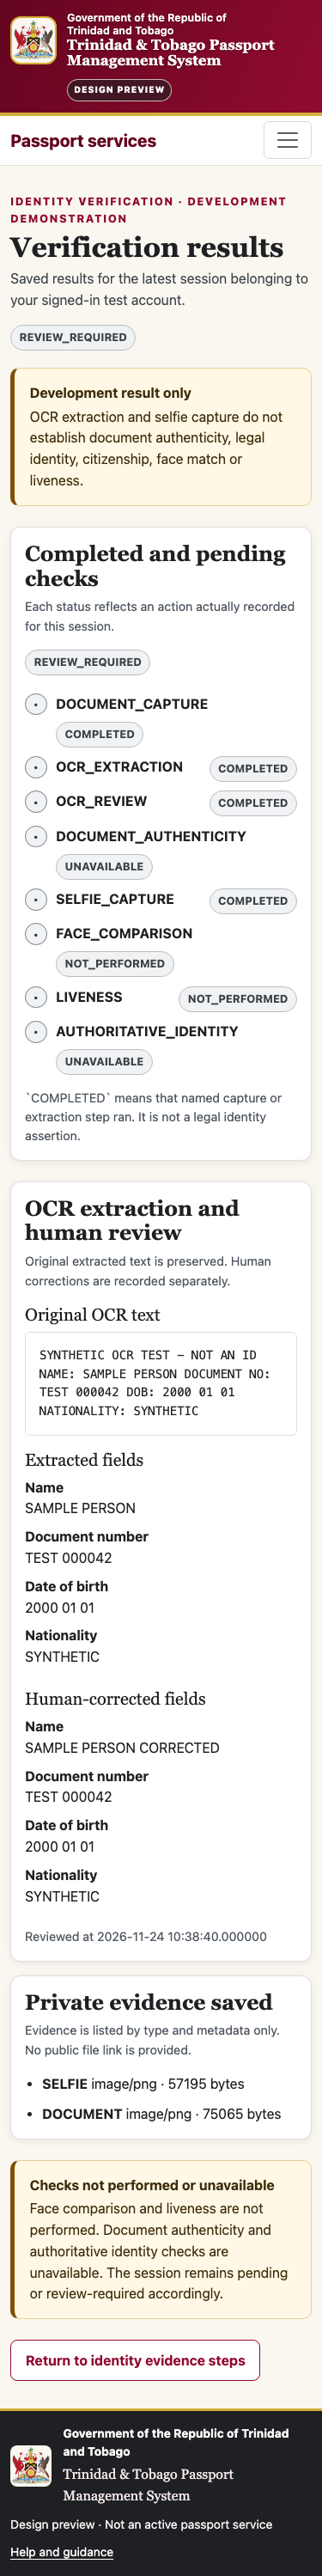 Government of the Republic of
Trinidad and Tobago
Trinidad & Tobago Passport
Management System
DESIGN PREVIEW
Passport services
IDENTITY VERIFICATION · DEVELOPMENT
DEMONSTRATION
Verification results
Saved results for the latest session belonging to
your signed-in test account.
REVIEW_REQUIRED
Development result only
OCR extraction and selfie capture do not
establish document authenticity, legal
identity, citizenship, face match or
liveness.
Completed and pending
checks
Each status reflects an action actually recorded
for this session.
REVIEW_REQUIRED
DOCUMENT_CAPTURE
COMPLETED
OCR_EXTRACTION COMPLETED
OCR_REVIEW COMPLETED
DOCUMENT_AUTHENTICITY
UNAVAILABLE
SELFIE_CAPTURE COMPLETED
FACE_COMPARISON
NOT_PERFORMED
LIVENESS NOT_PERFORMED
AUTHORITATIVE_IDENTITY
UNAVAILABLE
`COMPLETED` means that named capture or
extraction step ran. It is not a legal identity
assertion.
OCR extraction and
human review
Original extracted text is preserved. Human
corrections are recorded separately.
Original OCR text
SYNTHETIC OCR TEST — NOT AN ID
NAME: SAMPLE PERSON DOCUMENT NO:
TEST 000042 DOB: 2000 01 01
NATIONALITY: SYNTHETIC
Extracted fields
Name
SAMPLE PERSON
Document number
TEST 000042
Date of birth
2000 01 01
Nationality
SYNTHETIC
Human-corrected fields
Name
SAMPLE PERSON CORRECTED
Document number
TEST 000042
Date of birth
2000 01 01
Nationality
SYNTHETIC
Reviewed at 2026-11-24 10:38:40.000000
Private evidence saved
Evidence is listed by type and metadata only.
No public file link is provided.
• SELFIE image/png · 57195 bytes
• DOCUMENT image/png · 75065 bytes
Checks not performed or unavailable
Face comparison and liveness are not
performed. Document authenticity and
authoritative identity checks are
unavailable. The session remains pending
or review-required accordingly.
Return to identity evidence steps
Government of the Republic of Trinidad
and Tobago
Trinidad & Tobago Passport
Management System
Design preview · Not an active passport service
Help and guidance